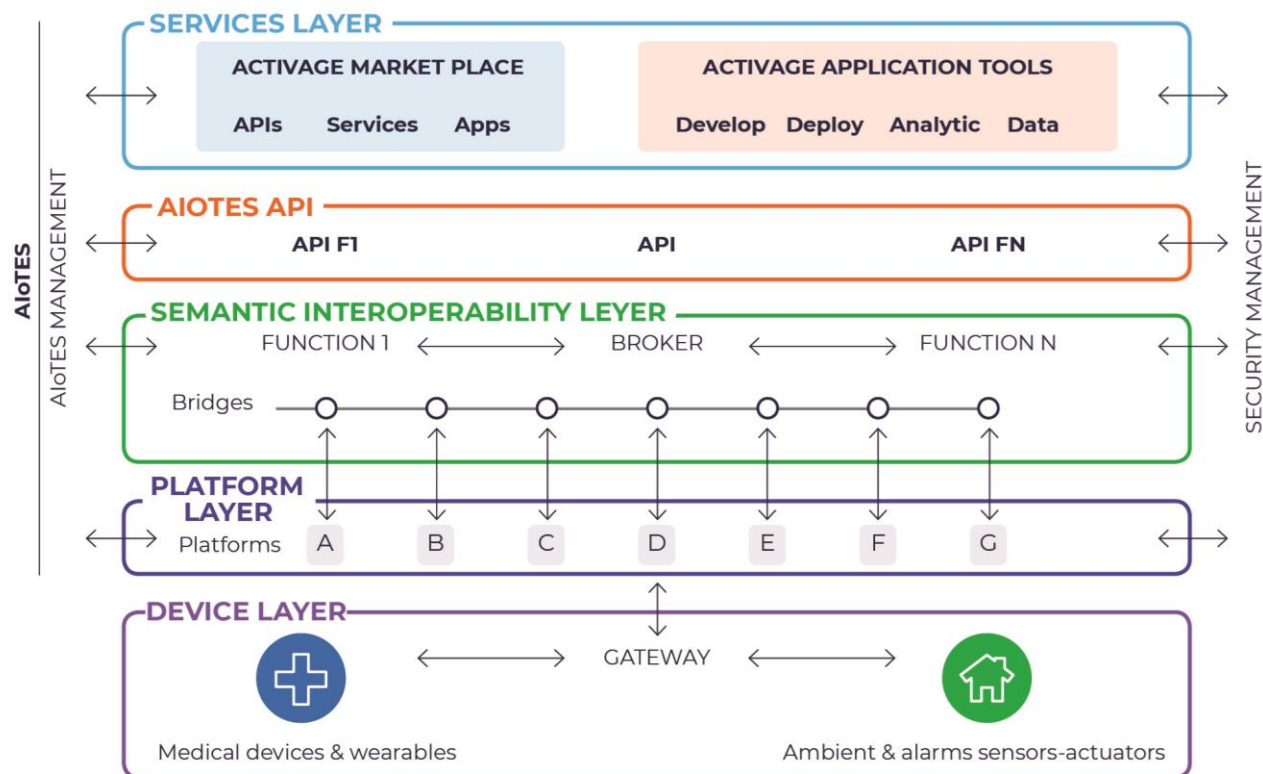 SERVICES LAYER
ACTIVAGE MARKET PLACE
APIs Services Apps
ACTIVAGE APPLICATION TOOLS
Develop Deploy Analytic Data
AIOTES API
API F1 API API FN
SEMANTIC INTEROPERABILITY LEYER
FUNCTION 1 BROKER FUNCTION N
Bridges
PLATFORM
LAYER
Platforms A B C D E F G
DEVICE LAYER
GATEWAY
Medical devices & wearables
Ambient & alarms sensors-actuators
AIoTES
AIoTES MANAGEMENT
SECURITY MANAGEMENT